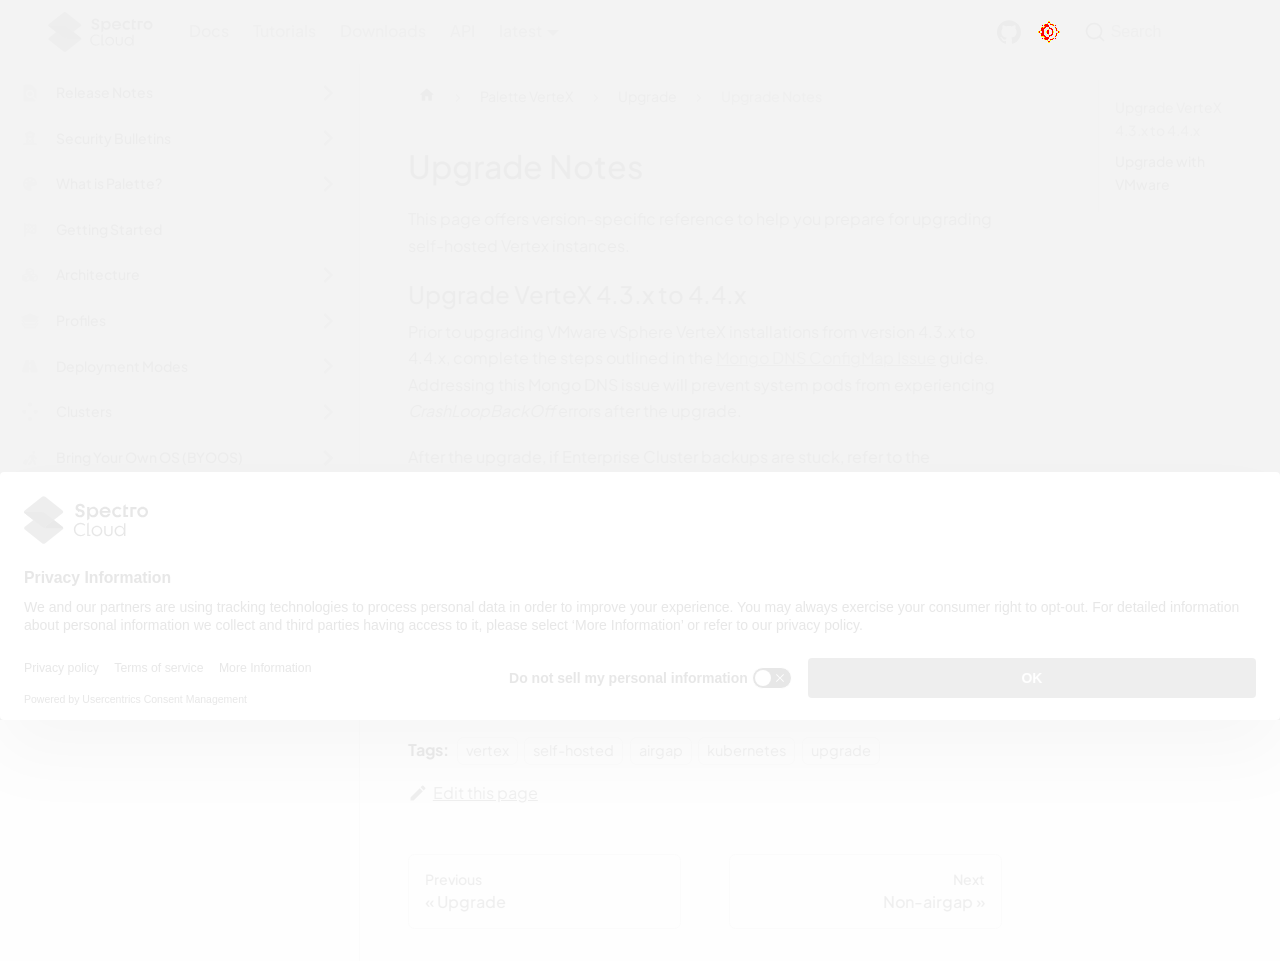 Spectro
Cloud
Docs
Tutorials
Downloads
API
latest
Search
Release Notes
Security Bulletins
What is Palette?
Getting Started
Architecture
Profiles
Deployment Modes
Clusters
Bring Your Own OS (BYOOS)
Palette VerteX
Upgrade
Upgrade Notes
Upgrade VerteX
4.3.x to 4.4.x
Upgrade with
VMware
Upgrade Notes
This page offers version-specific reference to help you prepare for upgrading
self-hosted Vertex instances.
Upgrade VerteX 4.3.x to 4.4.x
Prior to upgrading VMware vSphere VerteX installations from version 4.3.x to
4.4.x, complete the steps outlined in the Mongo DNS ConfigMap Issue guide.
Addressing this Mongo DNS issue will prevent system pods from experiencing
CrashLoopBackOff errors after the upgrade.
After the upgrade, if Enterprise Cluster backups are stuck, refer to the
Spectro
Cloud
Privacy Information
We and our partners are using tracking technologies to process personal data in order to improve your experience. You may always exercise your consumer right to opt-out. For detailed information
about personal information we collect and third parties having access to it, please select 'More Information' or refer to our privacy policy.
Privacy policy
Terms of service
More Information
Do not sell my personal information
OK
Powered by Usercentrics Consent Management
Tags:
vertex
self-hosted
airgap
kubernetes
upgrade
Edit this page
Previous
« Upgrade
Next
Non-airgap »